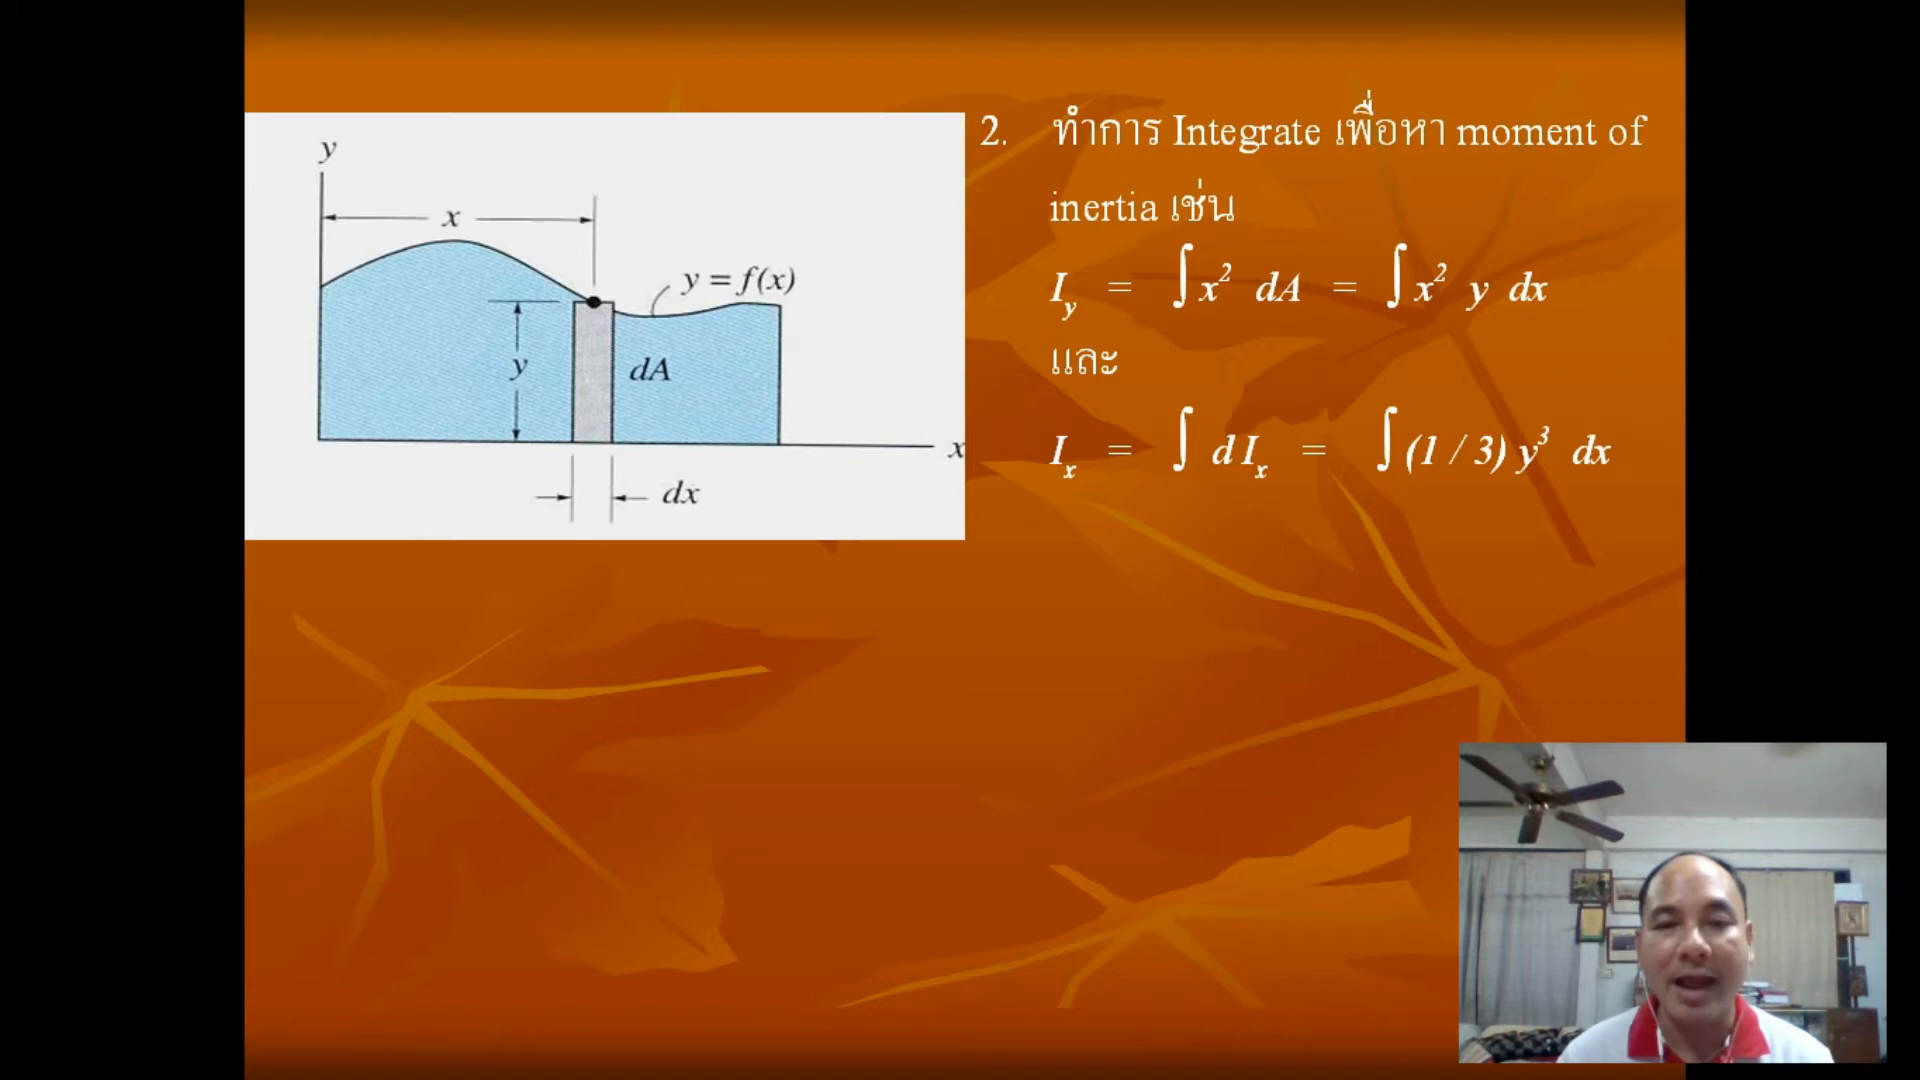 2. ทำการ Integrate เพื่อหา moment of
inertia เช่น
I_y = ∫ x² dA = ∫ x² y dx
และ
I_x = ∫ d I_x = ∫ (1 / 3) y³ dx
y
x
y = f(x)
y
dA
x
dx